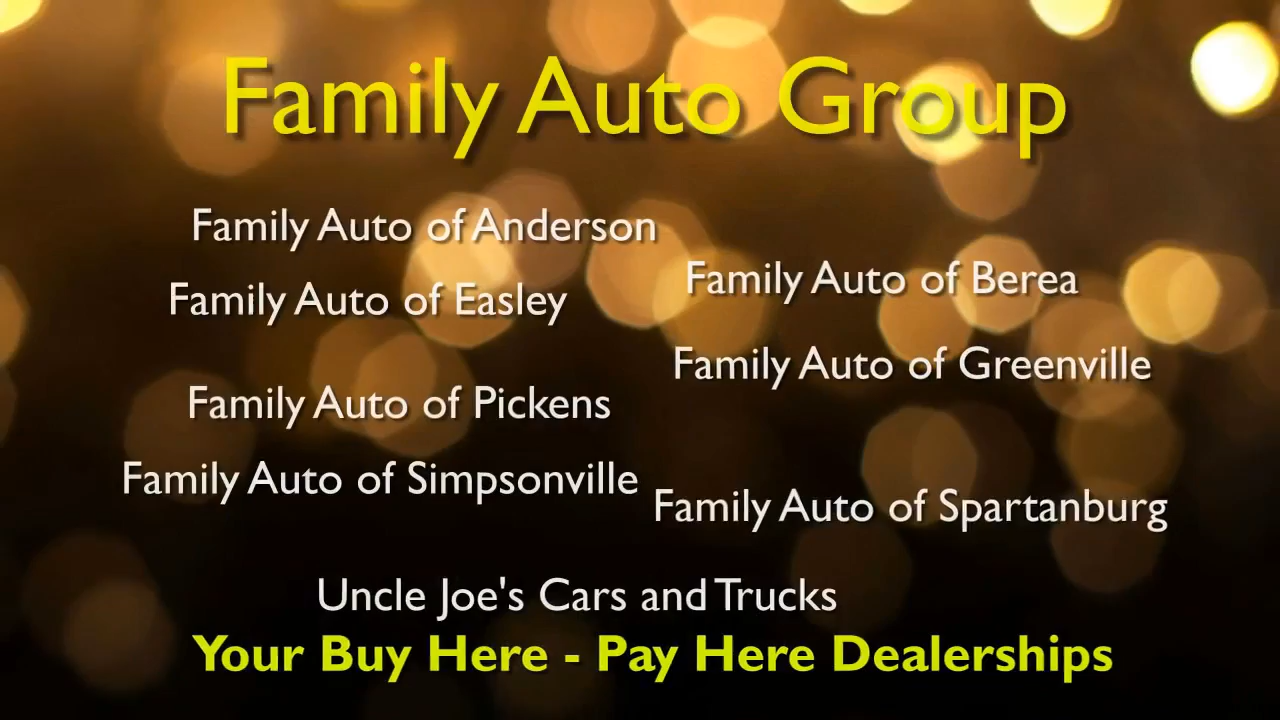 Family Auto Group
Family Auto of Anderson
Family Auto of Berea
Family Auto of Easley
Family Auto of Greenville
Family Auto of Pickens
Family Auto of Simpsonville
Family Auto of Spartanburg
Uncle Joe's Cars and Trucks
Your Buy Here - Pay Here Dealerships